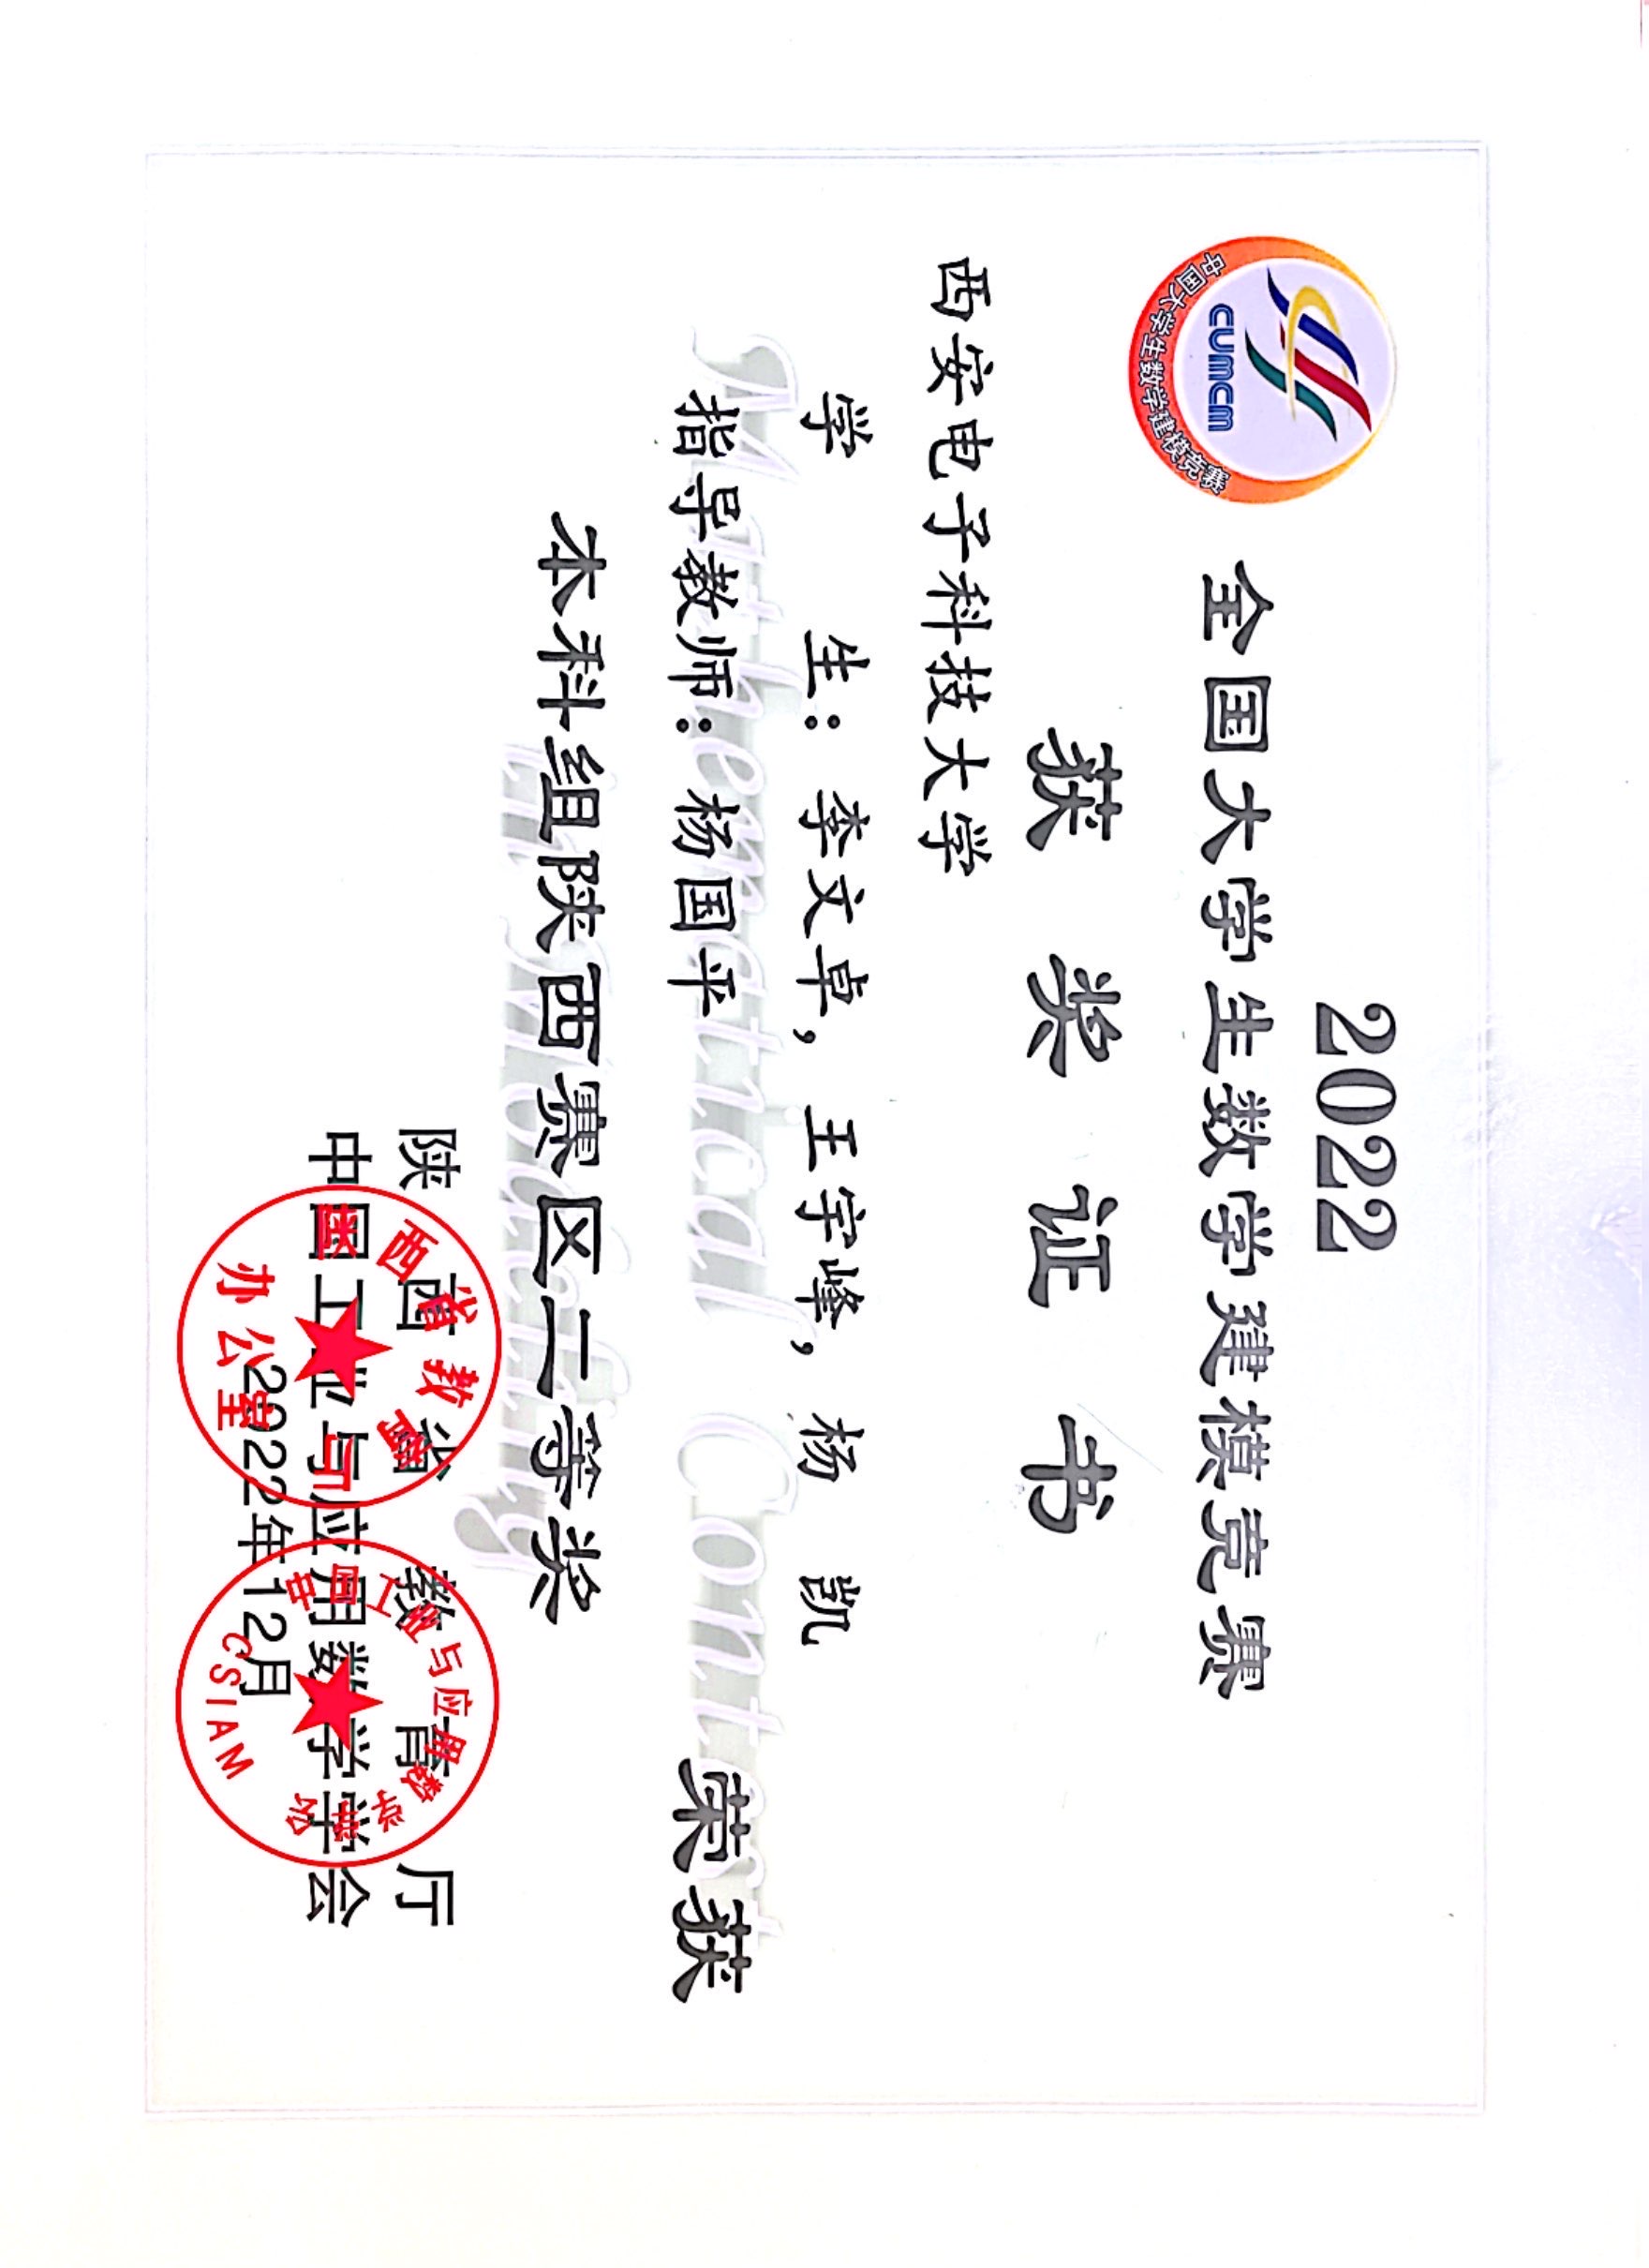 2022
全国大学生数学建模竞赛
CUMCM
中国大学生数学建模竞赛
获奖证书
西安电子科技大学
学生：李文卓，王宇峰，杨凯
指导教师：杨国平
荣获
Mathematical Contest
本科组陕西赛区二等奖
in Modeling
陕西省教育厅
中国工业与应用数学学会
2022年12月
陕西省教育厅
办公室
中国工业与应用数学学会
CSIAM